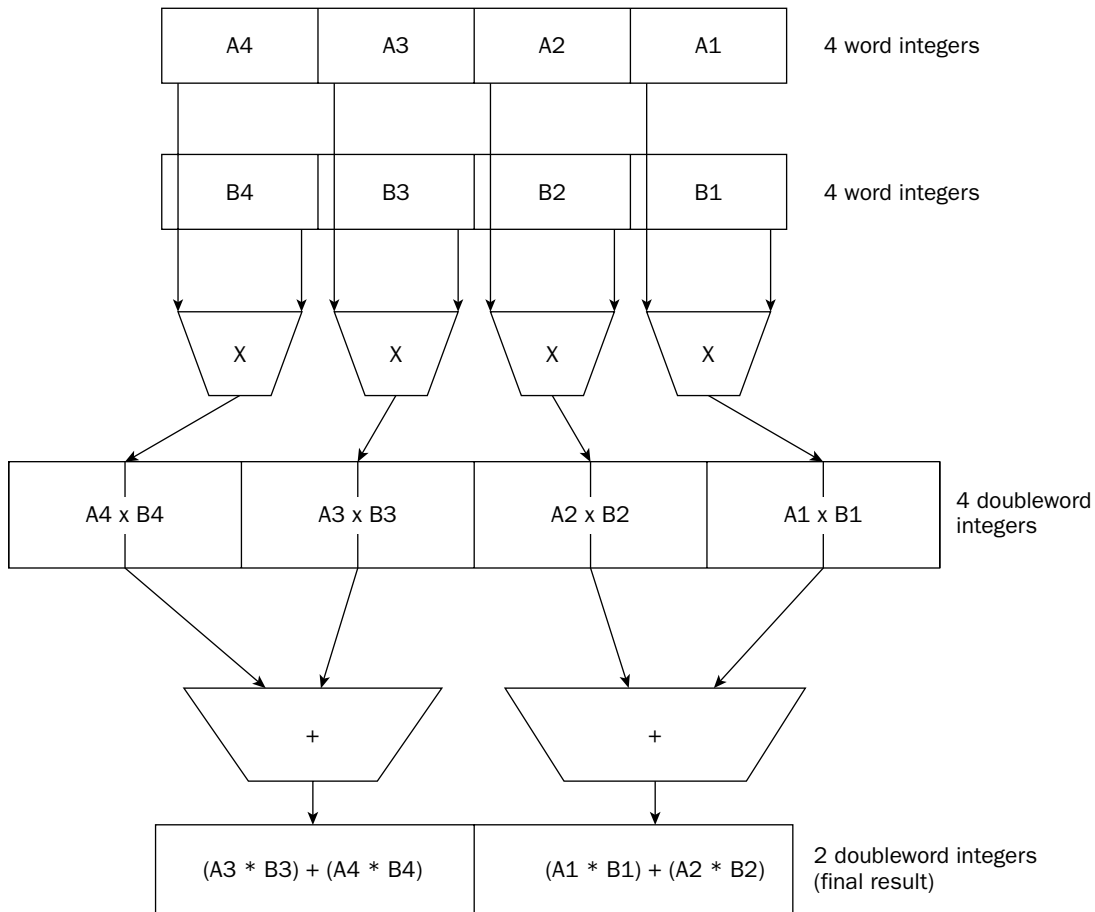 A4 A3 A2 A1 4 word integers
B4 B3 B2 B1 4 word integers
X X X X
A4 x B4 A3 x B3 A2 x B2 A1 x B1 4 doubleword
integers
+ +
(A3 * B3) + (A4 * B4) (A1 * B1) + (A2 * B2) 2 doubleword integers
(final result)